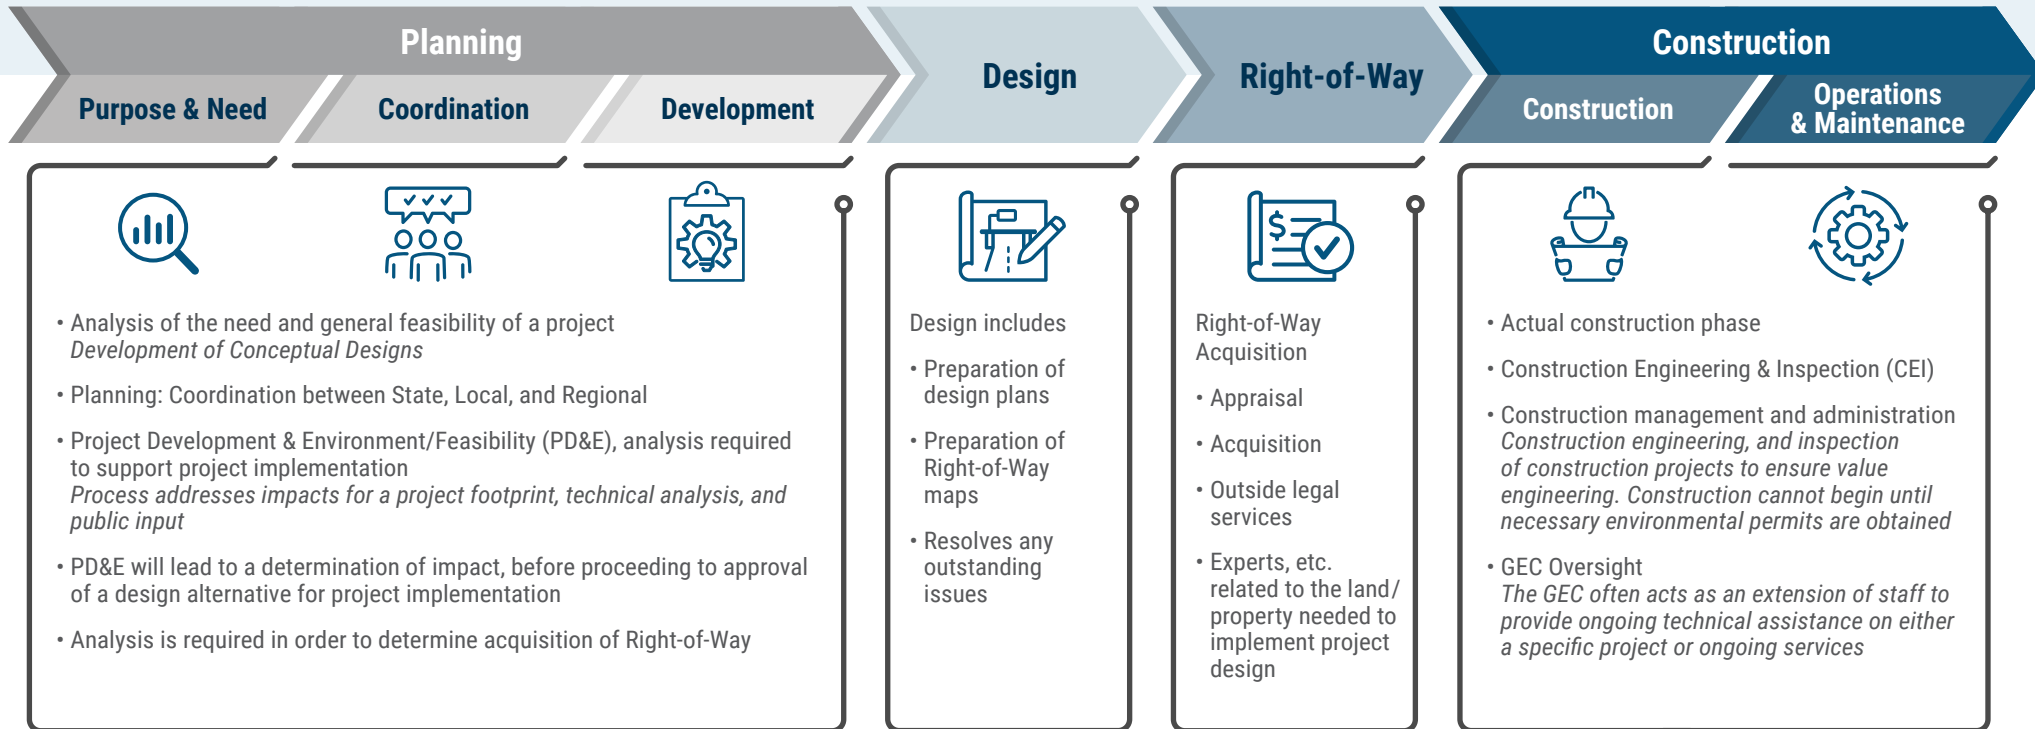 Planning
Purpose & Need
Coordination
Development
Design
Right-of-Way
Construction
Construction
Operations
& Maintenance
• Analysis of the need and general feasibility of a project
Development of Conceptual Designs
• Planning: Coordination between State, Local, and Regional
• Project Development & Environment/Feasibility (PD&E), analysis required
to support project implementation
Process addresses impacts for a project footprint, technical analysis, and
public input
• PD&E will lead to a determination of impact, before proceeding to approval
of a design alternative for project implementation
• Analysis is required in order to determine acquisition of Right-of-Way
Design includes
• Preparation of
design plans
• Preparation of
Right-of-Way
maps
• Resolves any
outstanding
issues
$
Right-of-Way
Acquisition
• Appraisal
• Acquisition
• Outside legal
services
• Experts, etc.
related to the land/
property needed to
implement project
design
• Actual construction phase
• Construction Engineering & Inspection (CEI)
• Construction management and administration
Construction engineering, and inspection
of construction projects to ensure value
engineering. Construction cannot begin until
necessary environmental permits are obtained
• GEC Oversight
The GEC often acts as an extension of staff to
provide ongoing technical assistance on either
a specific project or ongoing services